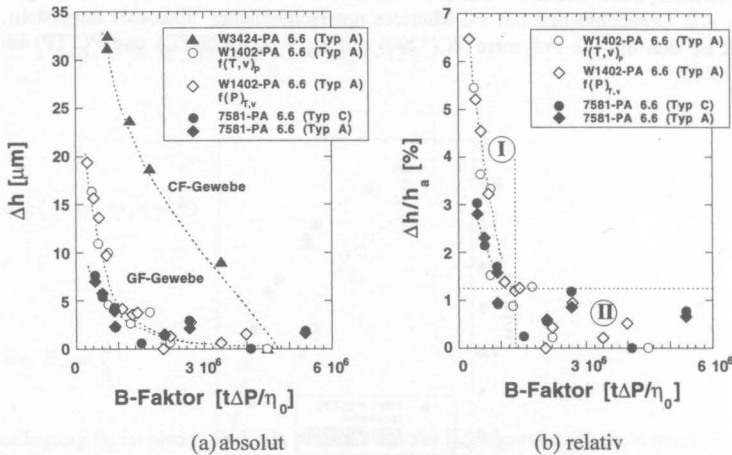 35
30
25
20
15
10
5
0
Δh [µm]
W3424-PA 6.6 (Typ A)
W1402-PA 6.6 (Typ A)
f(T,v)p
W1402-PA 6.6 (Typ A)
f(P)T,v
7581-PA 6.6 (Typ C)
7581-PA 6.6 (Typ A)
CF-Gewebe
GF-Gewebe
0
3 10⁶
6 10⁶
B-Faktor [tΔP/η₀]
(a) absolut
7
6
5
4
3
2
1
0
Δh/hₐ [%]
W1402-PA 6.6 (Typ A)
f(T,v)p
W1402-PA 6.6 (Typ A)
f(P)T,v
7581-PA 6.6 (Typ C)
7581-PA 6.6 (Typ A)
I
II
0
3 10⁶
6 10⁶
B-Faktor [tΔP/η₀]
(b) relativ